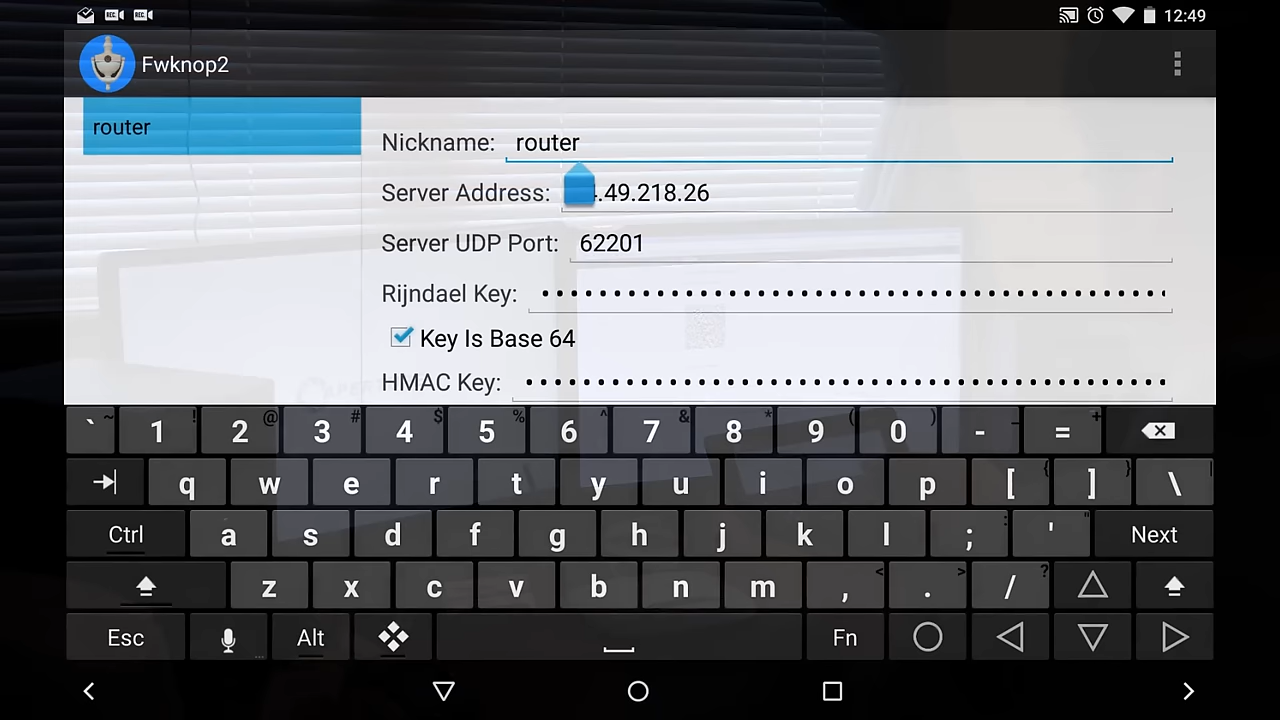 12:49
Fwknop2
router
Nickname: router
Server Address: .49.218.26
Server UDP Port: 62201
Rijndael Key: ••••••••••••••••••••••••••••••••••••••••••••
Key Is Base 64
HMAC Key: •••••••••••••••••••••••••••••••••••••••••••••
` ~ 1 ! 2 @ 3 # 4 $ 5 % 6 ^ 7 & 8 * 9 ( 0 ) - _ = +
q w e r t y u i o p [ { ] } \ |
Ctrl a s d f g h j k l ; : ' " Next
z x c v b n m , < . > / ?
Esc ... Alt Fn